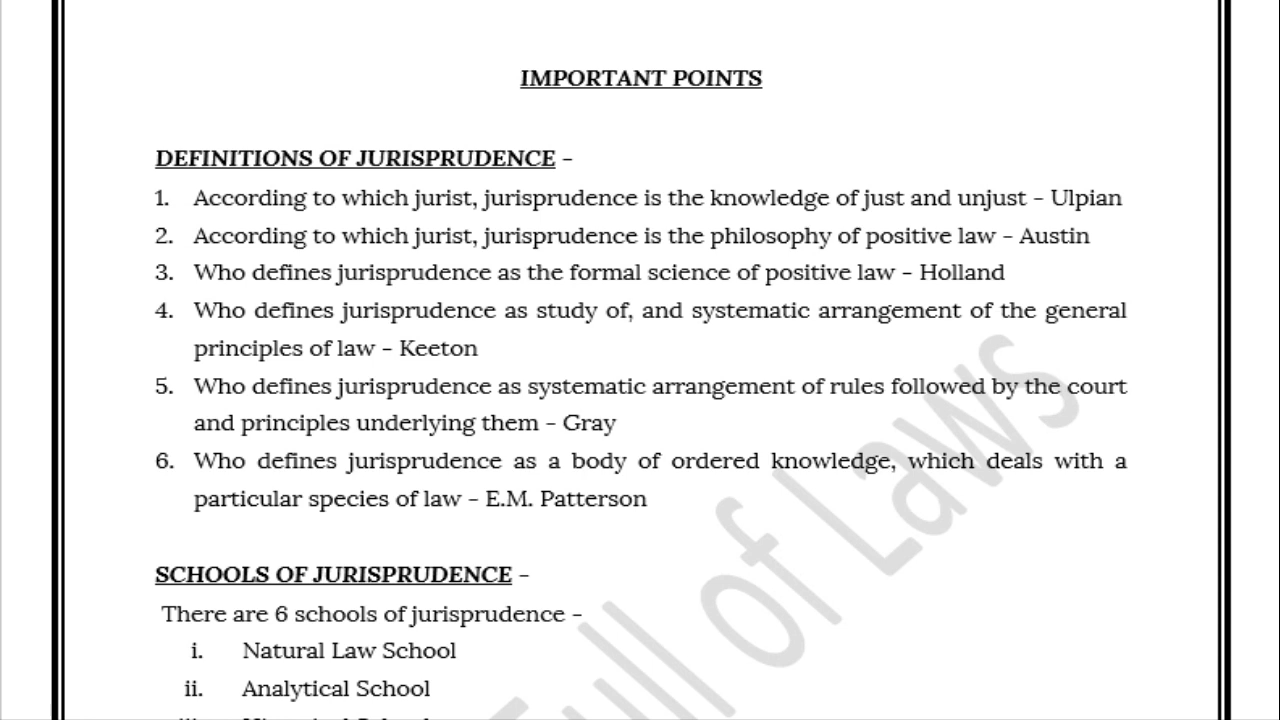 IMPORTANT POINTS
DEFINITIONS OF JURISPRUDENCE -
1. According to which jurist, jurisprudence is the knowledge of just and unjust - Ulpian
2. According to which jurist, jurisprudence is the philosophy of positive law - Austin
3. Who defines jurisprudence as the formal science of positive law - Holland
4. Who defines jurisprudence as study of, and systematic arrangement of the general
principles of law - Keeton
5. Who defines jurisprudence as systematic arrangement of rules followed by the court
and principles underlying them - Gray
6. Who defines jurisprudence as a body of ordered knowledge, which deals with a
particular species of law - E.M. Patterson
SCHOOLS OF JURISPRUDENCE -
There are 6 schools of jurisprudence -
i. Natural Law School
ii. Analytical School
Full of Laws